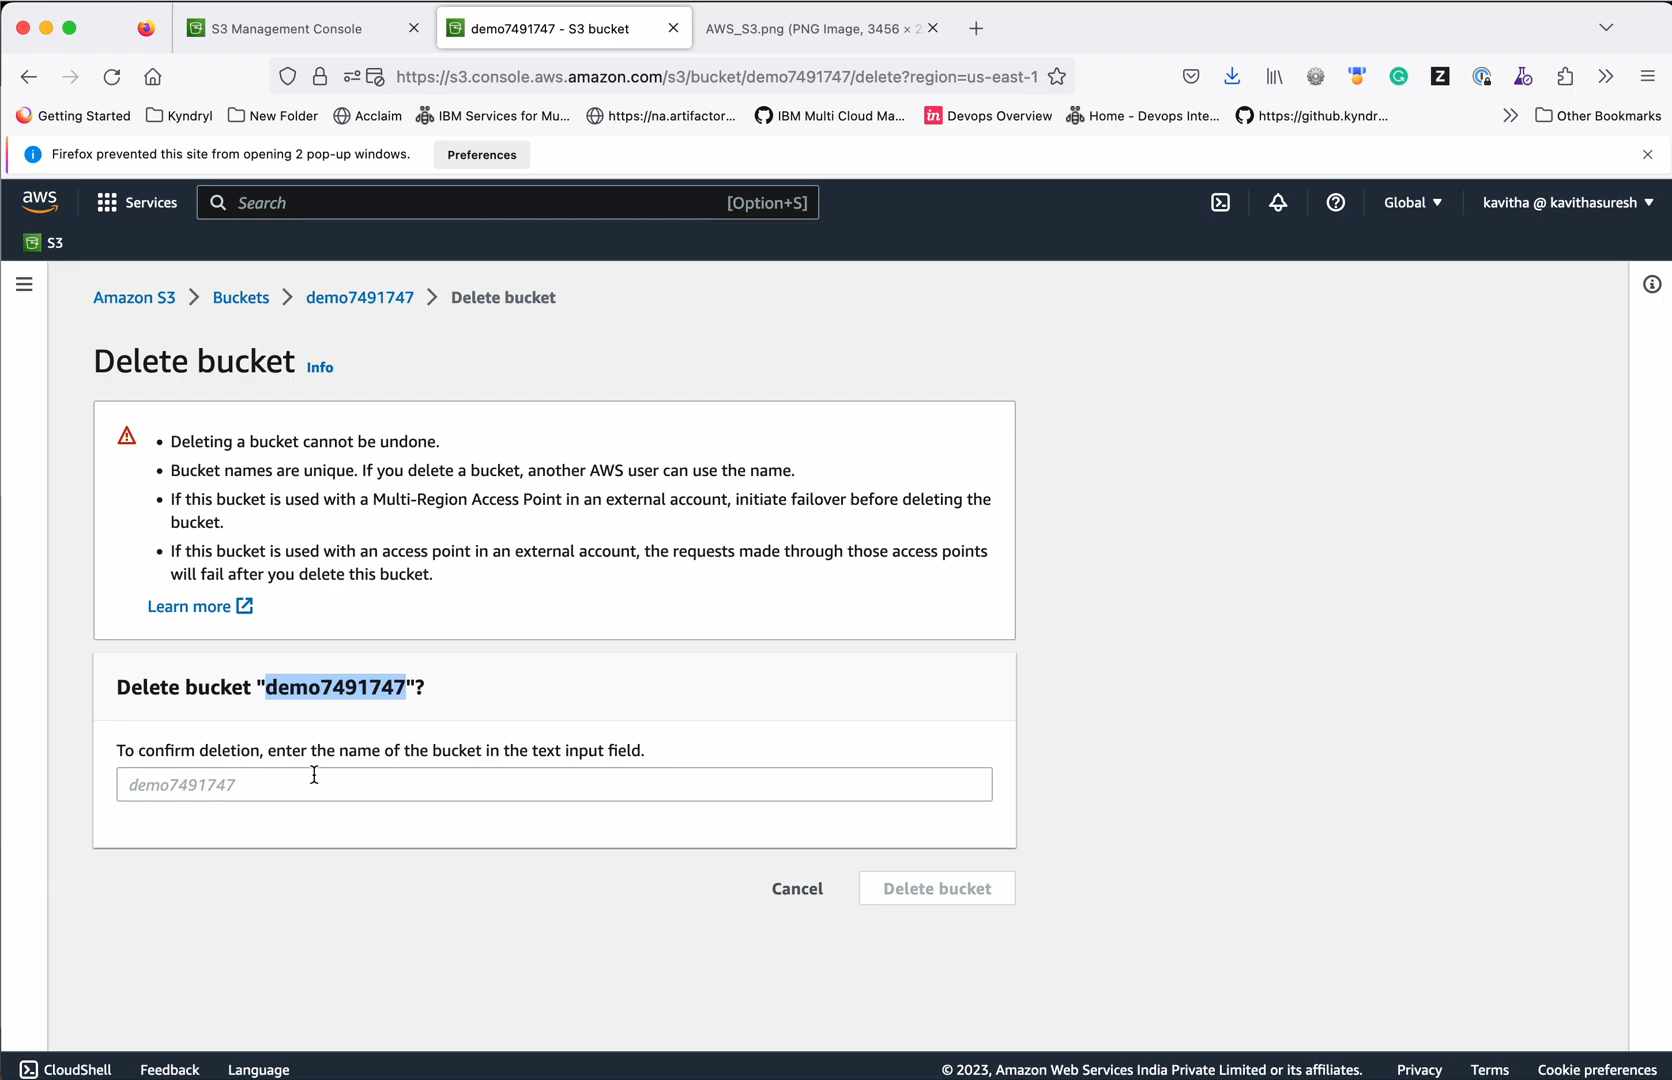 S3 Management Console
demo7491747 - S3 bucket
AWS_S3.png (PNG Image, 3456 × 2
https://s3.console.aws.amazon.com/s3/bucket/demo7491747/delete?region=us-east-1
Getting Started
Kyndryl
New Folder
Acclaim
IBM Services for Mu...
https://na.artifactor...
IBM Multi Cloud Ma...
in
Devops Overview
Home - Devops Inte...
https://github.kyndr...
Other Bookmarks
Firefox prevented this site from opening 2 pop-up windows.
Preferences
aws
Services
Search
[Option+S]
Global
kavitha @ kavithasuresh
S3
Amazon S3
Buckets
demo7491747
Delete bucket
Delete bucket Info
• Deleting a bucket cannot be undone.
• Bucket names are unique. If you delete a bucket, another AWS user can use the name.
• If this bucket is used with a Multi-Region Access Point in an external account, initiate failover before deleting the
bucket.
• If this bucket is used with an access point in an external account, the requests made through those access points
will fail after you delete this bucket.
Learn more
Delete bucket "demo7491747"?
To confirm deletion, enter the name of the bucket in the text input field.
demo7491747
Cancel
Delete bucket
CloudShell
Feedback
Language
© 2023, Amazon Web Services India Private Limited or its affiliates.
Privacy
Terms
Cookie preferences